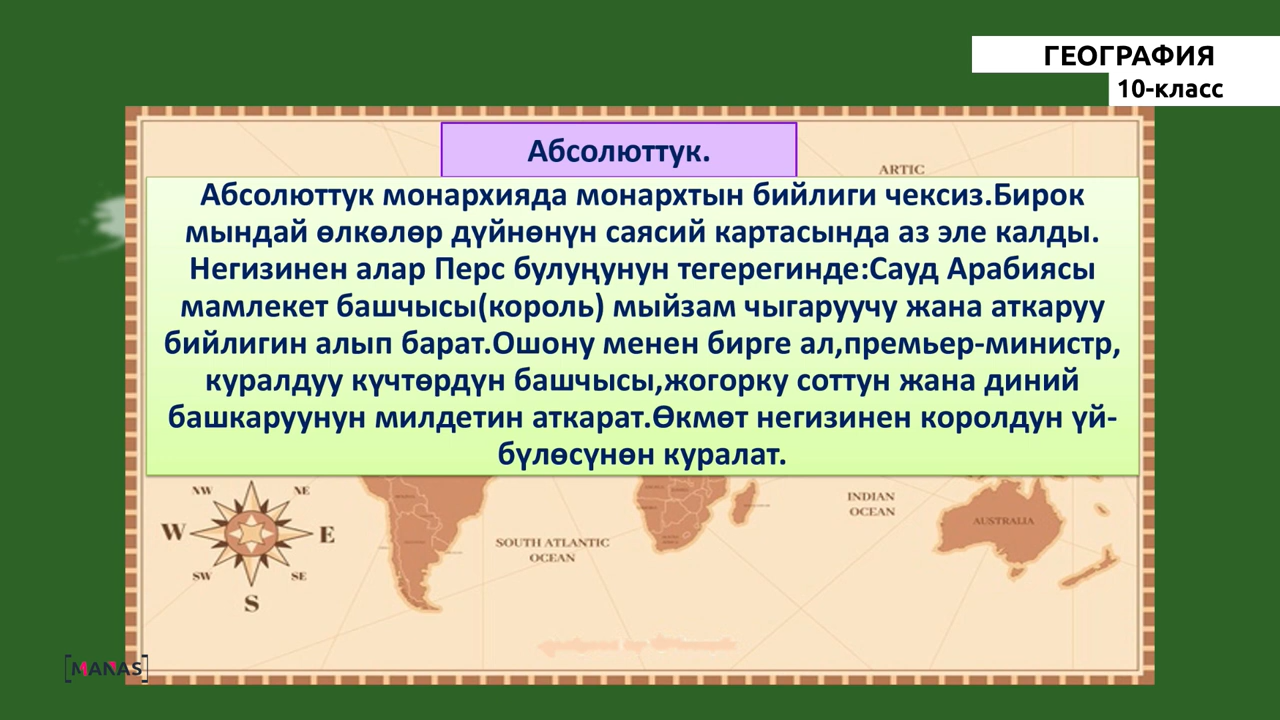 ГЕОГРАФИЯ
10-класс
Абсолюттук.
ARTIC
Абсолюттук монархияда монархтын бийлиги чексиз.Бирок
мындай өлкөлөр дүйнөнүн саясий картасында аз эле калды.
Негизинен алар Перс булуңунун тегерегинде:Сауд Арабиясы
мамлекет башчысы(король) мыйзам чыгаруучу жана аткаруу
бийлигин алып барат.Ошону менен бирге ал,премьер-министр,
куралдуу күчтөрдүн башчысы,жогорку соттун жана диний
башкаруунун милдетин аткарат.Өкмөт негизинен королдун үй-
бүлөсүнөн куралат.
NW
NE
W
E
SW
SE
S
SOUTH ATLANTIC
OCEAN
INDIAN
OCEAN
AUSTRALIA
[MANAS]